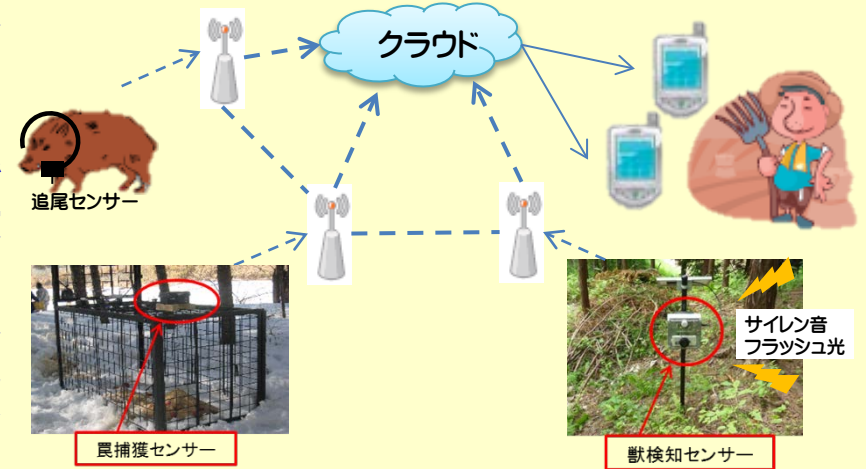 クラウド
追尾センサー
サイレン音
フラッシュ光
罠捕獲センサー
獣検知センサー